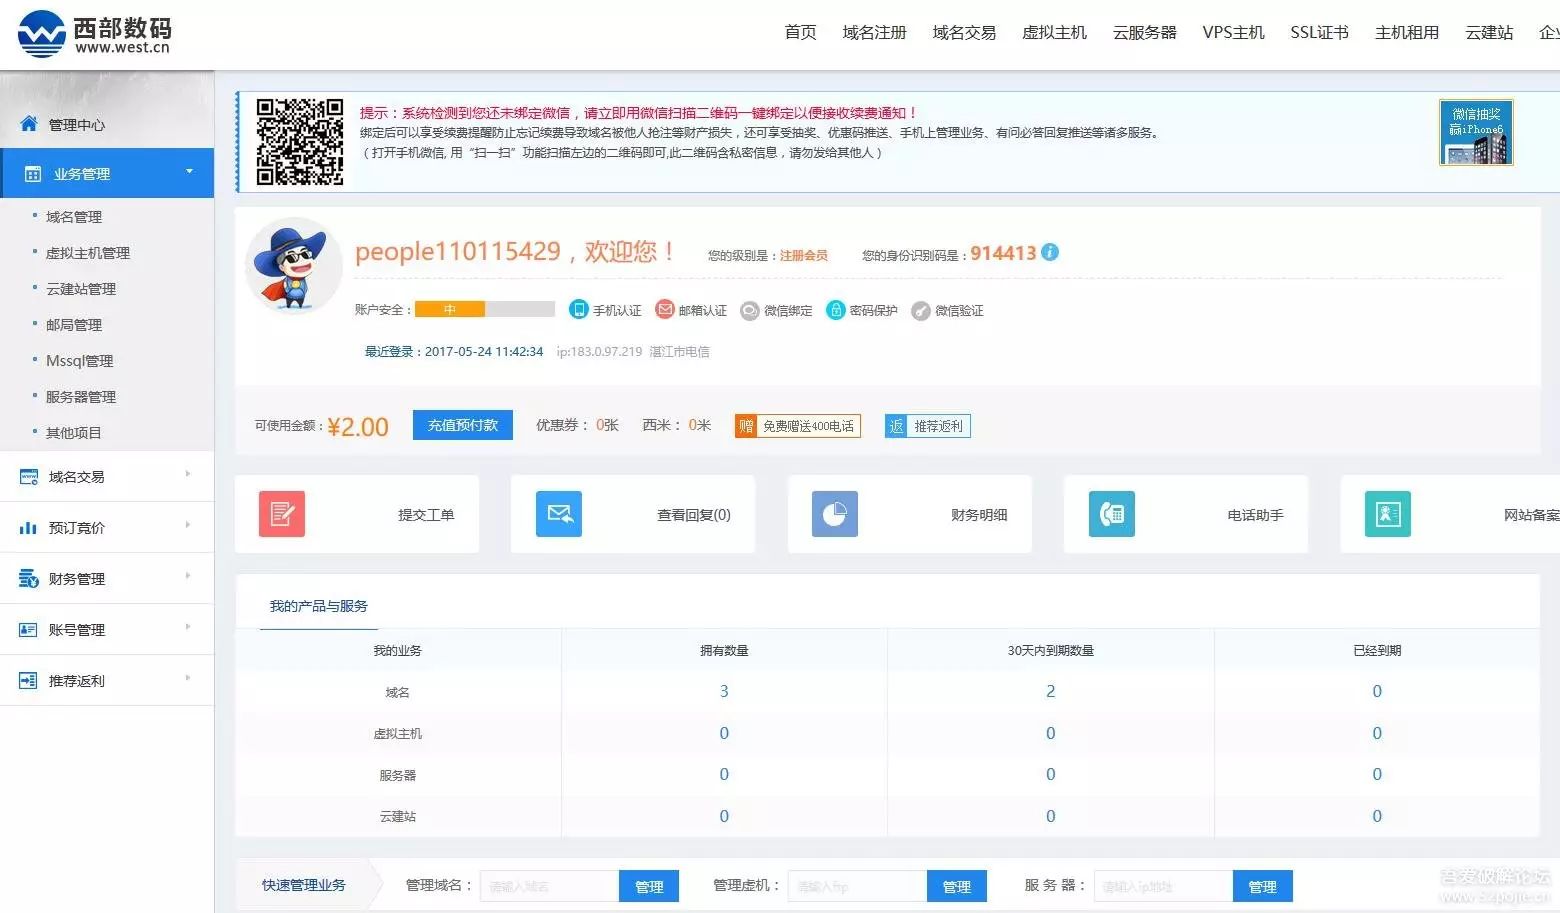 西部数码
www.west.cn
首页 域名注册 域名交易 虚拟主机 云服务器 VPS主机 SSL证书 主机租用 云建站 企业
管理中心
业务管理
域名管理
虚拟主机管理
云建站管理
邮局管理
Mssql管理
服务器管理
其他项目
域名交易
预订竞价
财务管理
账号管理
推荐返利
提示：系统检测到您还未绑定微信，请立即用微信扫描二维码一键绑定以便接收续费通知！
绑定后可以享受续费提醒防止忘记续费导致域名被他人抢注等财产损失，还可享受抽奖、优惠码推送、手机上管理业务、有问必答回复推送等诸多服务。
（打开手机微信, 用“扫一扫”功能扫描左边的二维码即可,此二维码含私密信息，请勿发给其他人）
微信抽奖
赢iPhone6
people110115429，欢迎您！ 您的级别是：注册会员 您的身份识别码是：914413
账户安全： 中 手机认证 邮箱认证 微信绑定 密码保护 微信验证
最近登录：2017-05-24 11:42:34 ip:183.0.97.219 湛江市电信
可使用金额：¥2.00 充值预付款 优惠券： 0张 西米： 0米 赠 免费赠送400电话 返 推荐返利
提交工单 查看回复(0) 财务明细 电话助手 网站备案
我的产品与服务
我的业务 拥有数量 30天内到期数量 已经到期
域名 3 2 0
虚拟主机 0 0 0
服务器 0 0 0
云建站 0 0 0
快速管理业务 管理域名： 请输入域名 管理 管理虚机： 请输入ftp 管理 服 务 器： 请输入ip地址 管理
吾爱破解论坛
www.52pojie.cn